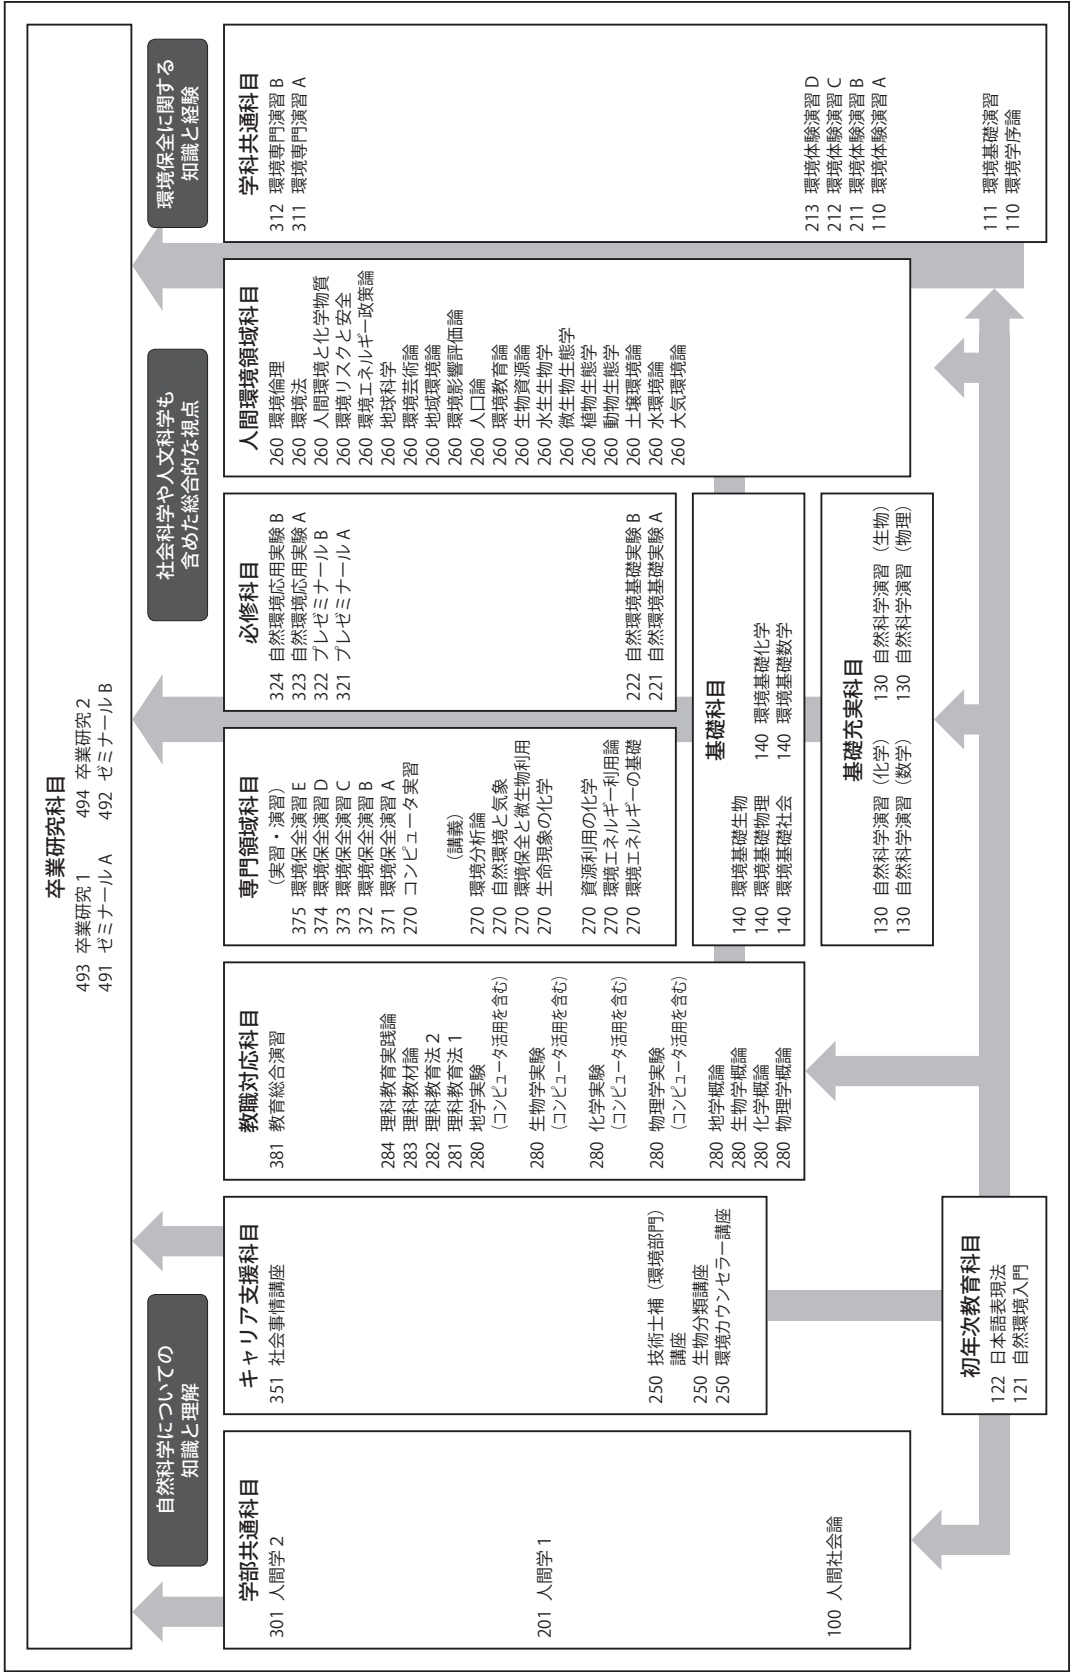 卒業研究科目
493 卒業研究 1 494 卒業研究 2
491 ゼミナール A 492 ゼミナール B
自然科学についての
知識と理解
社会科学や人文科学も
含めた総合的な視点
環境保全に関する
知識と経験
学部共通科目
301 人間学 2
201 人間学 1
100 人間社会論
キャリア支援科目
351 社会事情講座
250 技術士補（環境部門）
講座
250 生物分類講座
250 環境カウンセラー講座
教職対応科目
381 教育総合演習
284 理科教育実践論
283 理科教材論
282 理科教育法 2
281 理科教育法 1
280 地学実験
（コンピュータ活用を含む）
280 生物学実験
（コンピュータ活用を含む）
280 化学実験
（コンピュータ活用を含む）
280 物理学実験
（コンピュータ活用を含む）
280 地学概論
280 生物学概論
280 化学概論
280 物理学概論
専門領域科目
（実習・演習）
375 環境保全演習 E
374 環境保全演習 D
373 環境保全演習 C
372 環境保全演習 B
371 環境保全演習 A
270 コンピュータ実習
（講義）
270 環境分析論
270 自然環境と気象
270 環境保全と微生物利用
270 生命現象の化学
270 資源利用の化学
270 環境エネルギー利用論
270 環境エネルギーの基礎
必修科目
324 自然環境応用実験 B
323 自然環境応用実験 A
322 プレゼミナール B
321 プレゼミナール A
222 自然環境基礎実験 B
221 自然環境基礎実験 A
基礎科目
140 環境基礎生物
140 環境基礎物理 140 環境基礎化学
140 環境基礎社会 140 環境基礎数学
基礎充実科目
130 自然科学演習（化学） 130 自然科学演習（生物）
130 自然科学演習（数学） 130 自然科学演習（物理）
人間環境領域科目
260 環境倫理
260 環境法
260 人間環境と化学物質
260 環境リスクと安全
260 環境エネルギー政策論
260 地球科学
260 環境芸術論
260 地域環境論
260 環境影響評価論
260 人口論
260 環境教育論
260 生物資源論
260 水生生物学
260 微生物生態学
260 植物生態学
260 動物生態学
260 土壌環境論
260 水環境論
260 大気環境論
学科共通科目
312 環境専門演習 B
311 環境専門演習 A
213 環境体験演習 D
212 環境体験演習 C
211 環境体験演習 B
110 環境体験演習 A
111 環境基礎演習
110 環境学序論
初年次教育科目
122 日本語表現法
121 自然環境入門